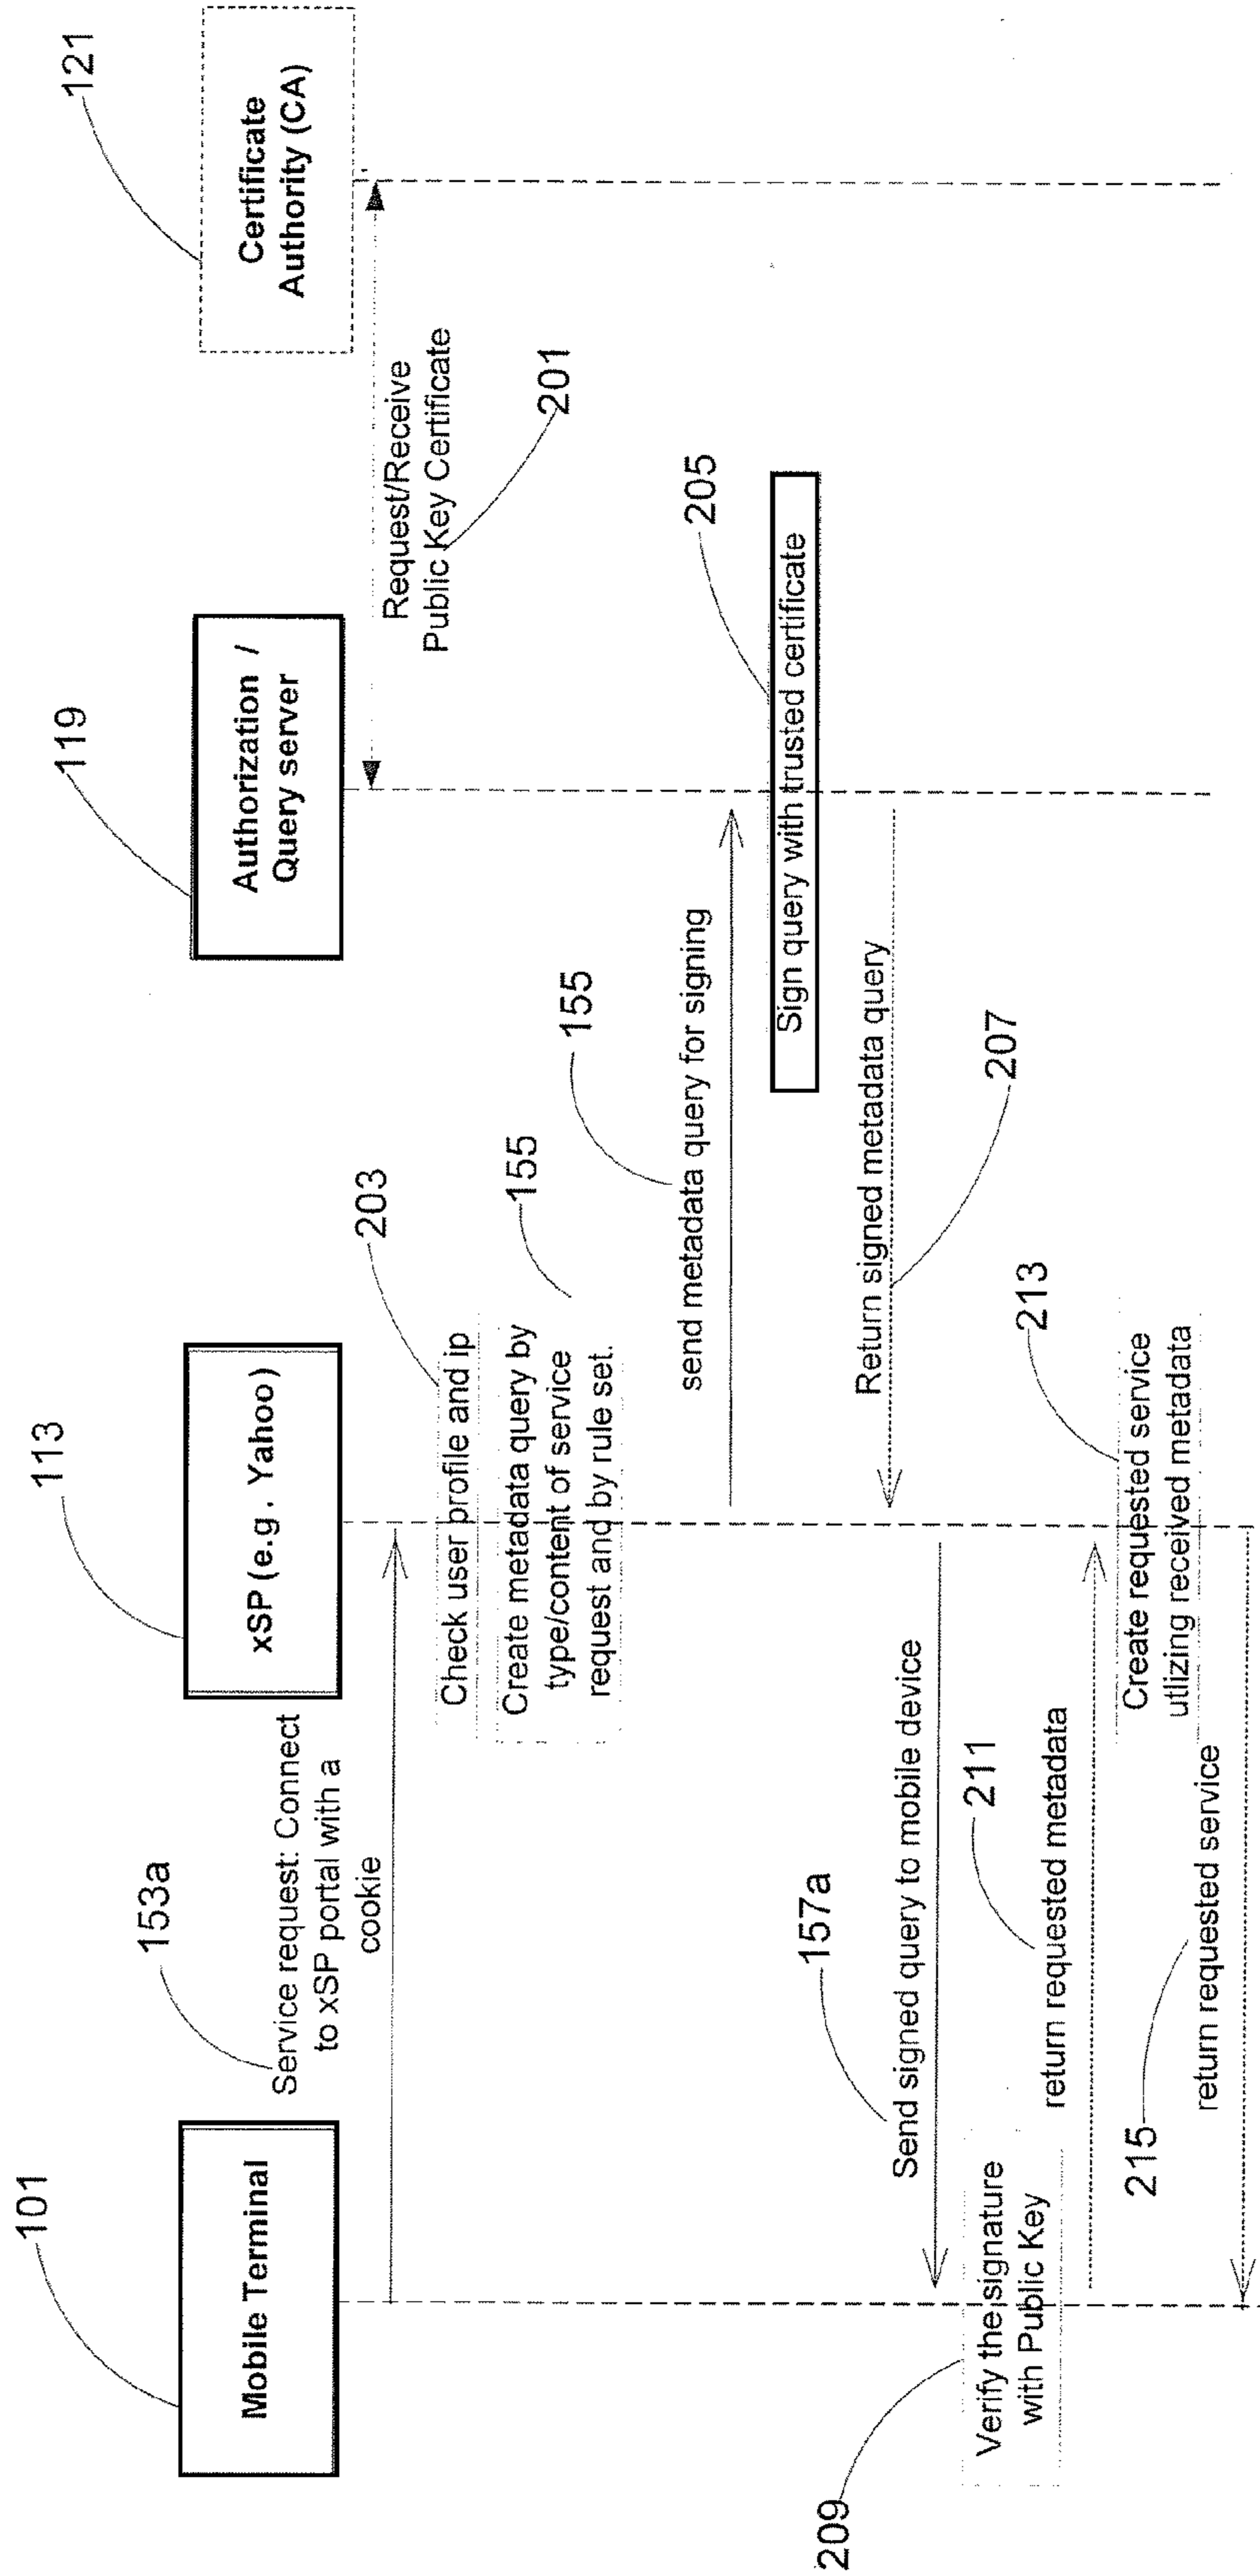 101
Mobile Terminal
113
xSP (e.g. Yahoo)
119
Authorization /
Query server
121
Certificate
Authority (CA)
153a
Service request: Connect
to xSP portal with a
cookie
Request/Receive
Public Key Certificate
201
203
Check user profile and ip
155
Create metadata query by
type/content of service
request and by rule set.
155
send metadata query for signing
205
Sign query with trusted certificate
Return signed metadata query
207
157a
Send signed query to mobile device
209
Verify the signature
with Public Key
211
return requested metadata
213
Create requested service
utlizing received metadata
215
return requested service